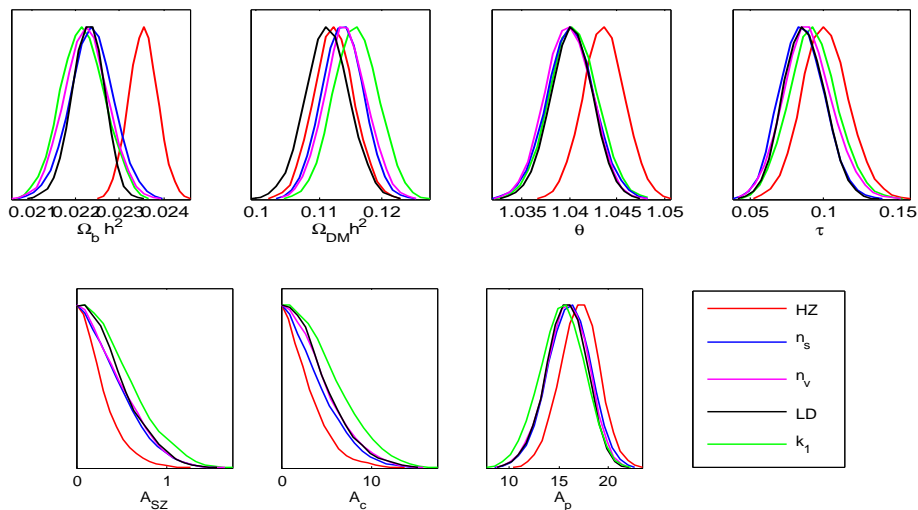 0.021 0.022 0.023 0.024
Ω_b h²
0.1 0.11 0.12
Ω_DM h²
1.035 1.04 1.045 1.05
θ
0.05 0.1 0.15
τ
0 1
A_SZ
0 10
A_c
10 15 20
A_p
HZ
n_s
n_v
LD
k_1